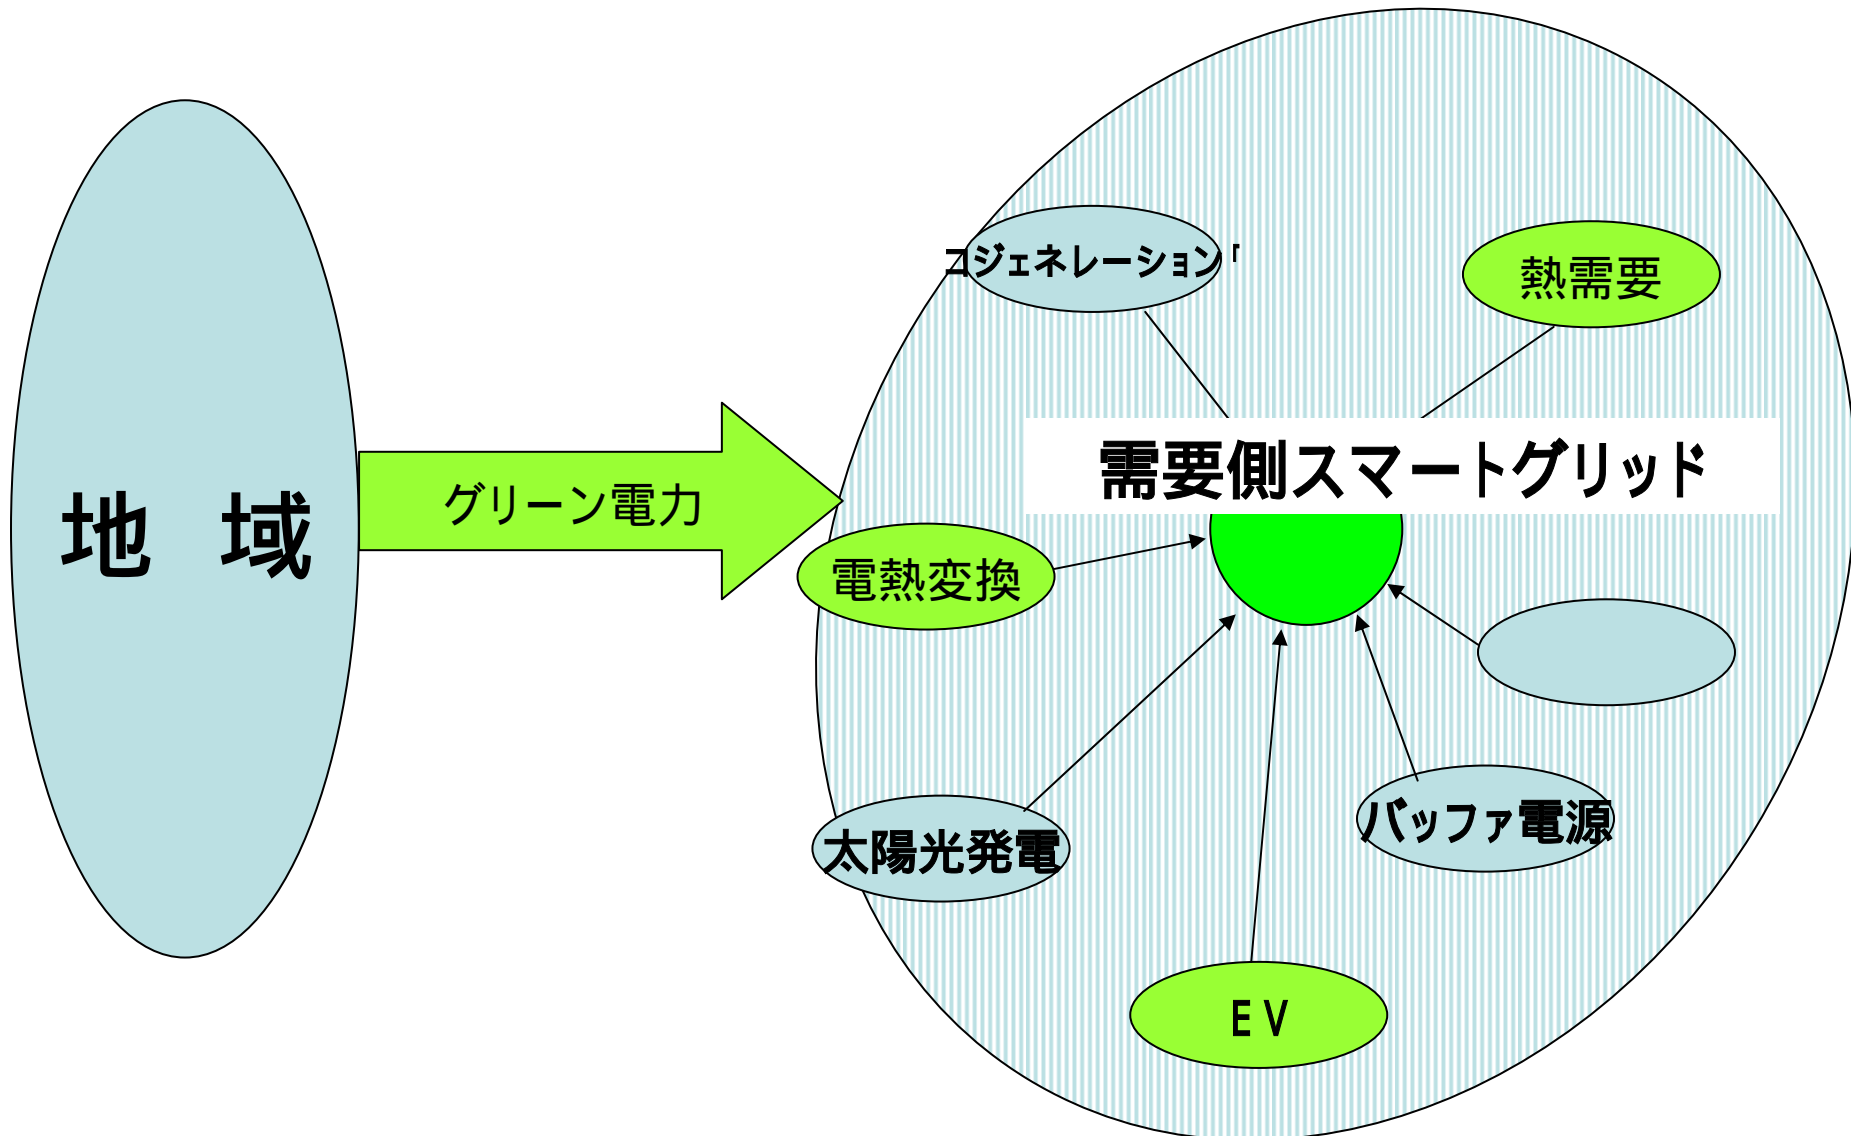 コジェネレーション「
熱需要
需要側スマートグリッド
地 域
グリーン電力
電熱変換
太陽光発電
バッファ電源
EV